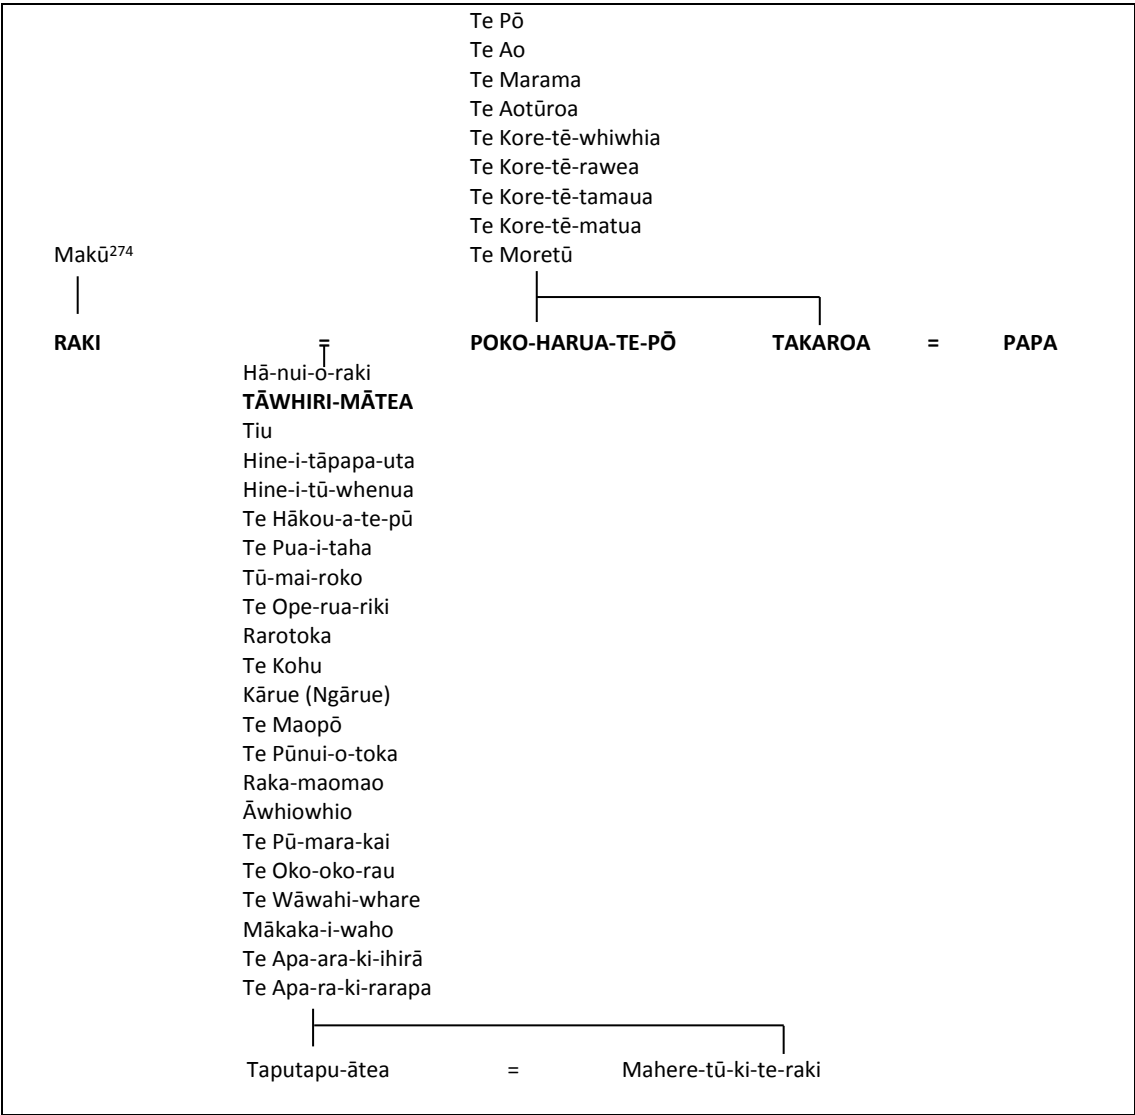 Te Pō
Te Ao
Te Marama
Te Aotūroa
Te Kore-tē-whiwhia
Te Kore-tē-rawea
Te Kore-tē-tamaua
Te Kore-tē-matua
Makū274 Te Moretū
RAKI = POKO-HARUA-TE-PŌ TAKAROA = PAPA
Hā-nui-o-raki
TĀWHIRI-MĀTEA
Tiu
Hine-i-tāpapa-uta
Hine-i-tū-whenua
Te Hākou-a-te-pū
Te Pua-i-taha
Tū-mai-roko
Te Ope-rua-riki
Rarotoka
Te Kohu
Kārue (Ngārue)
Te Maopō
Te Pūnui-o-toka
Raka-maomao
Āwhiowhio
Te Pū-mara-kai
Te Oko-oko-rau
Te Wāwahi-whare
Mākaka-i-waho
Te Apa-ara-ki-ihirā
Te Apa-ra-ki-rarapa
Taputapu-ātea = Mahere-tū-ki-te-raki